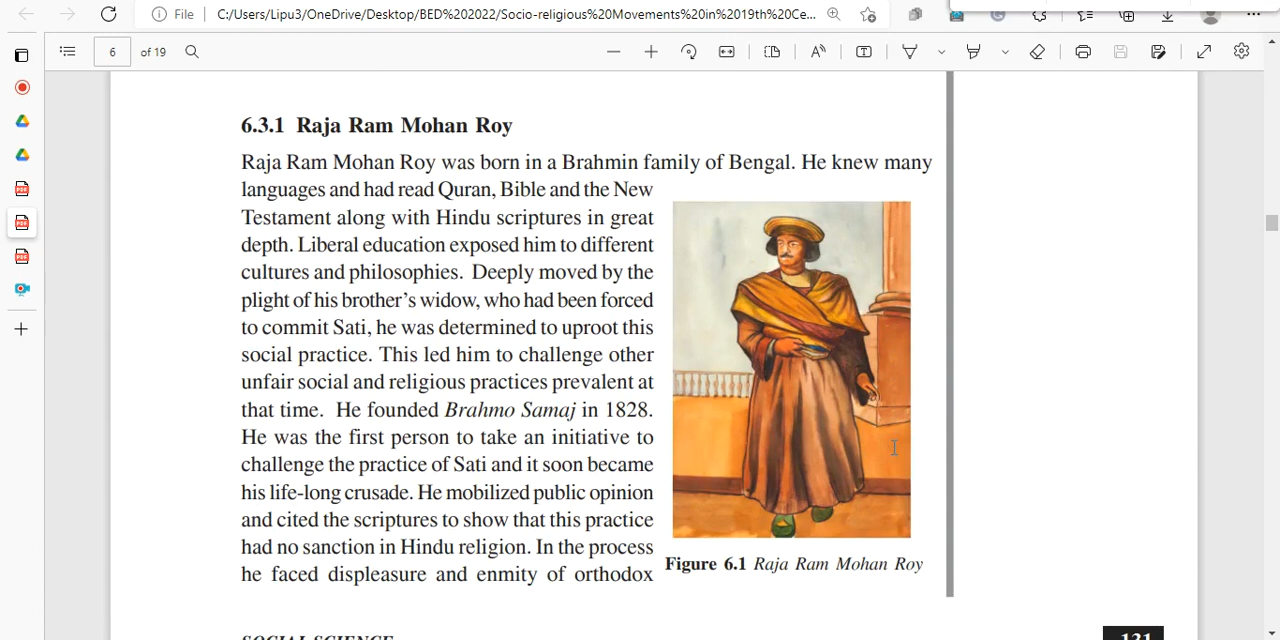 File
C:/Users/Lipu3/OneDrive/Desktop/BED%202022/Socio-religious%20Movements%20in%2019th%20Ce...
6 of 19
6.3.1 Raja Ram Mohan Roy
Raja Ram Mohan Roy was born in a Brahmin family of Bengal. He knew many
languages and had read Quran, Bible and the New
Testament along with Hindu scriptures in great
depth. Liberal education exposed him to different
cultures and philosophies. Deeply moved by the
plight of his brother's widow, who had been forced
to commit Sati, he was determined to uproot this
social practice. This led him to challenge other
unfair social and religious practices prevalent at
that time. He founded Brahmo Samaj in 1828.
He was the first person to take an initiative to
challenge the practice of Sati and it soon became
his life-long crusade. He mobilized public opinion
and cited the scriptures to show that this practice
had no sanction in Hindu religion. In the process
he faced displeasure and enmity of orthodox
Figure 6.1 Raja Ram Mohan Roy
SOCIAL SCIENCE
131